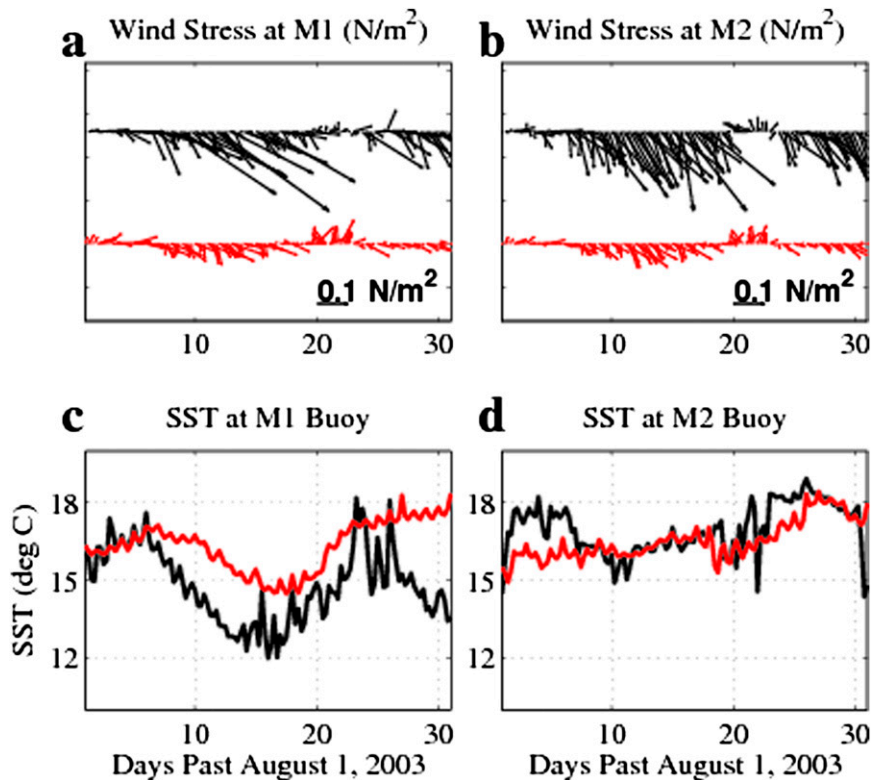 a Wind Stress at M1 (N/m²)
b Wind Stress at M2 (N/m²)
0.1 N/m²
0.1 N/m²
10 20 30
10 20 30
c SST at M1 Buoy
d SST at M2 Buoy
SST (deg C)
18
15
12
18
15
12
10 20 30
10 20 30
Days Past August 1, 2003
Days Past August 1, 2003